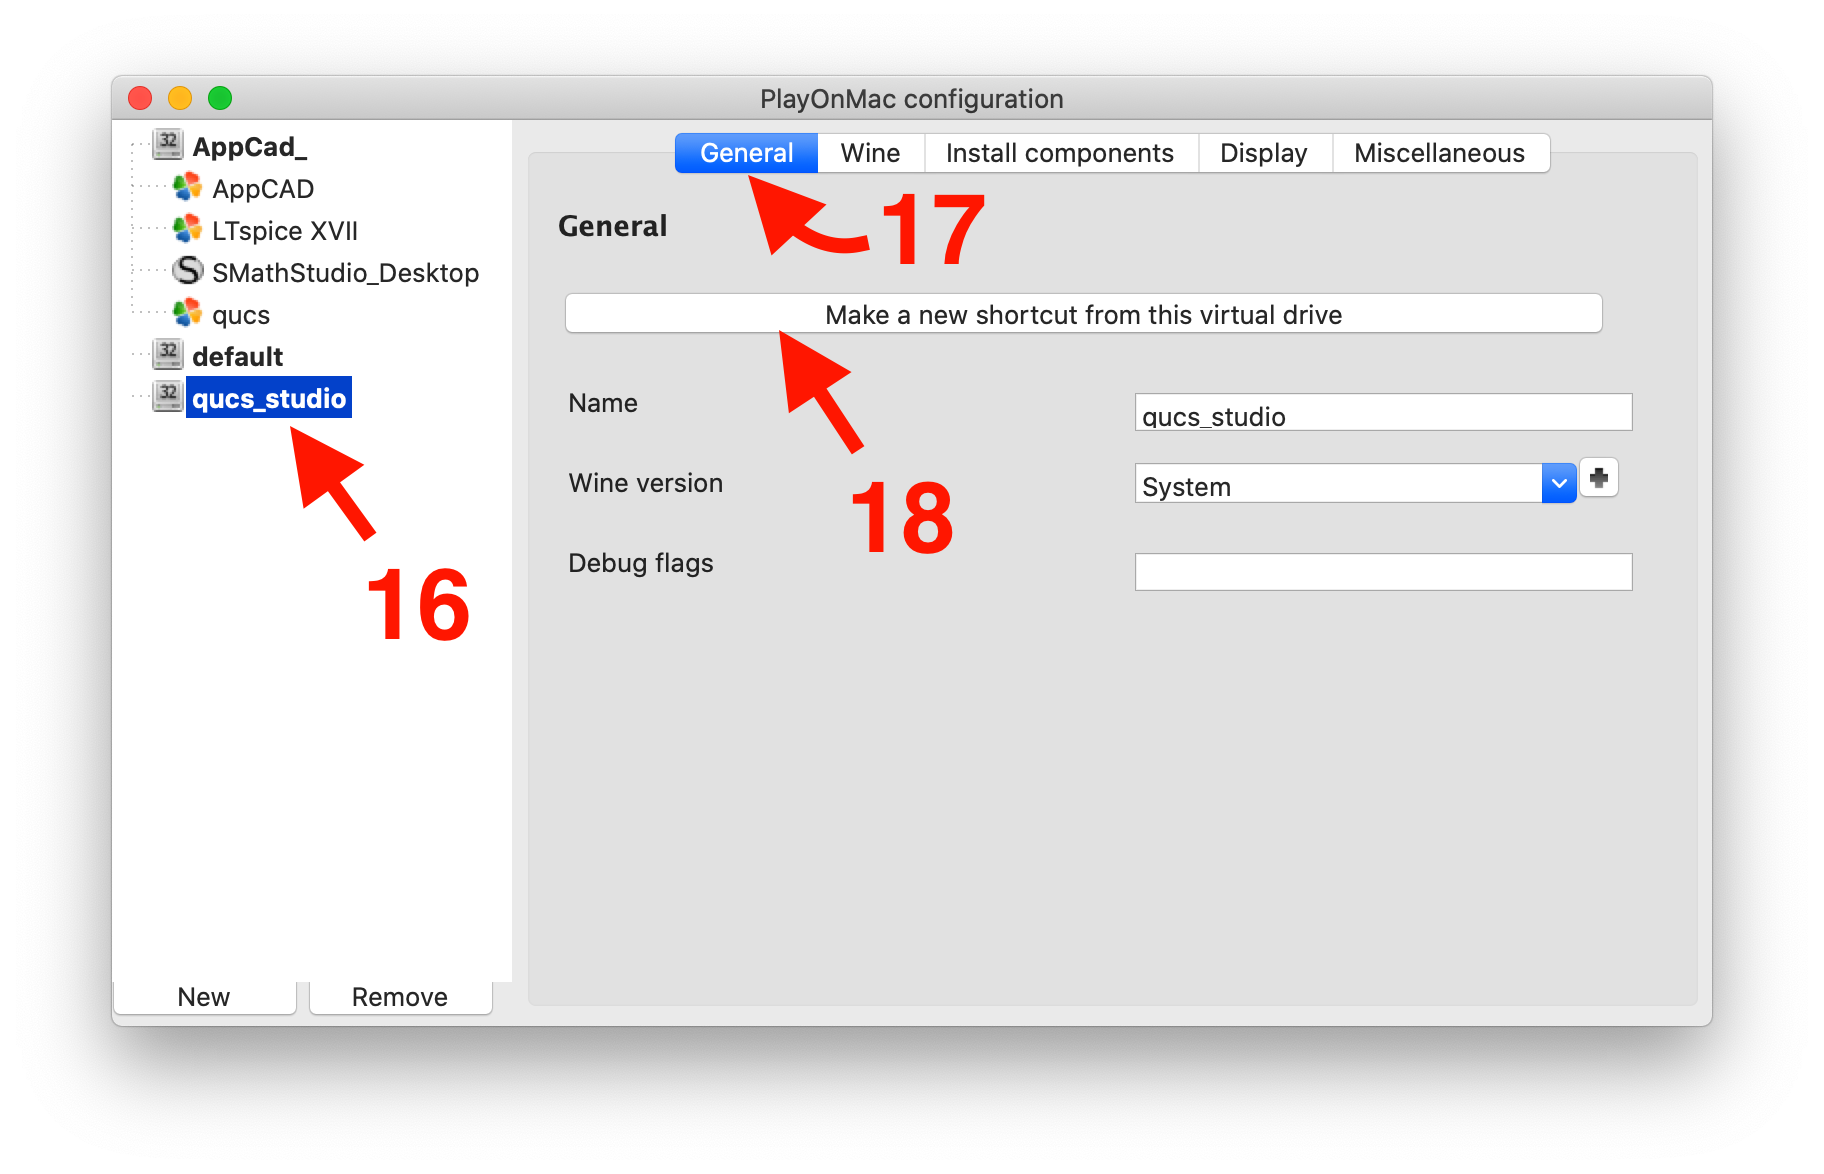 PlayOnMac configuration
32 AppCad_
AppCAD
LTspice XVII
S SMathStudio_Desktop
qucs
32 default
32 qucs_studio
16
New
Remove
General
Wine
Install components
Display
Miscellaneous
17
General
Make a new shortcut from this virtual drive
18
Name
qucs_studio
Wine version
System
Debug flags